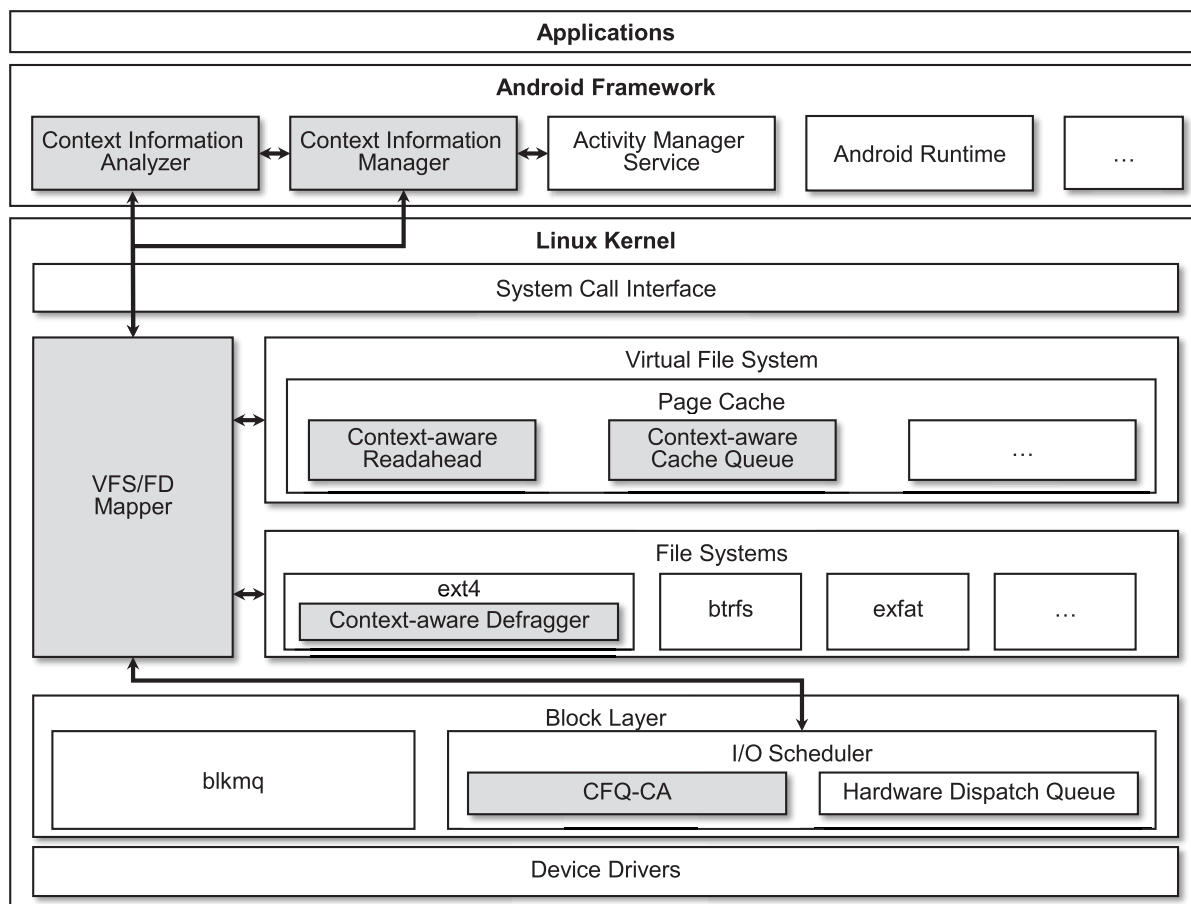 Applications
Android Framework
Context Information
Analyzer
Context Information
Manager
Activity Manager
Service
Android Runtime
...
Linux Kernel
System Call Interface
VFS/FD
Mapper
Virtual File System
Page Cache
Context-aware
Readahead
Context-aware
Cache Queue
...
File Systems
ext4
Context-aware Defragger
btrfs
exfat
...
Block Layer
blkmq
I/O Scheduler
CFQ-CA
Hardware Dispatch Queue
Device Drivers